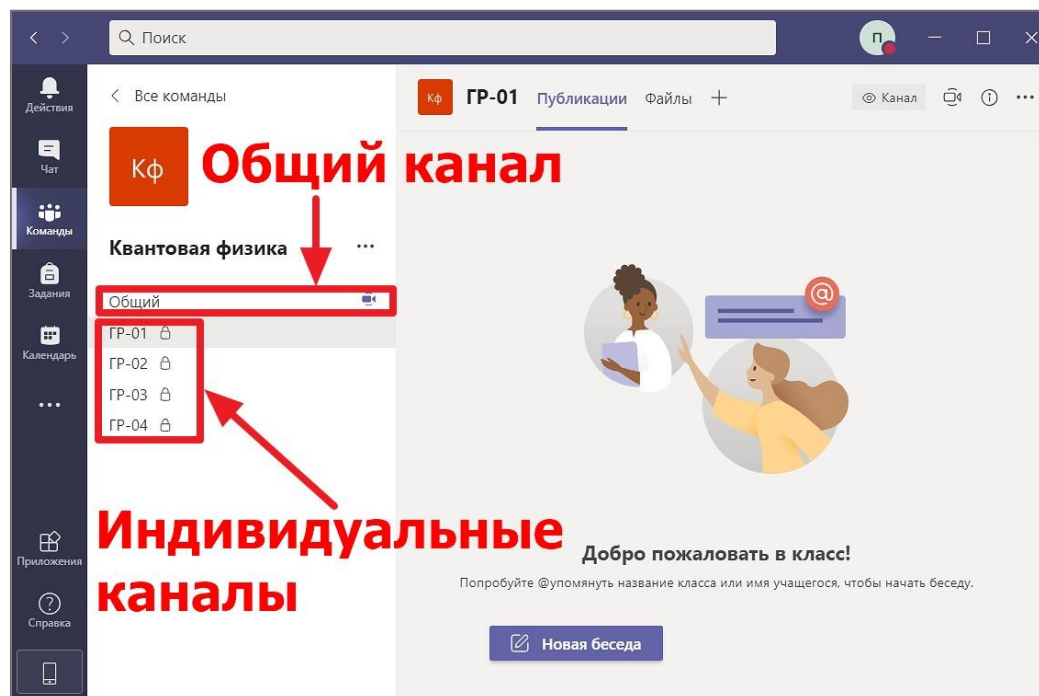 Поиск
П
Действия
Чат
Команды
Задания
Календарь
Приложения
Справка
Все команды
Кф
Общий канал
Квантовая физика
Общий
ГР-01
ГР-02
ГР-03
ГР-04
Индивидуальные
каналы
Кф ГР-01 Публикации Файлы Канал
@
Добро пожаловать в класс!
Попробуйте @упомянуть название класса или имя учащегося, чтобы начать беседу.
Новая беседа